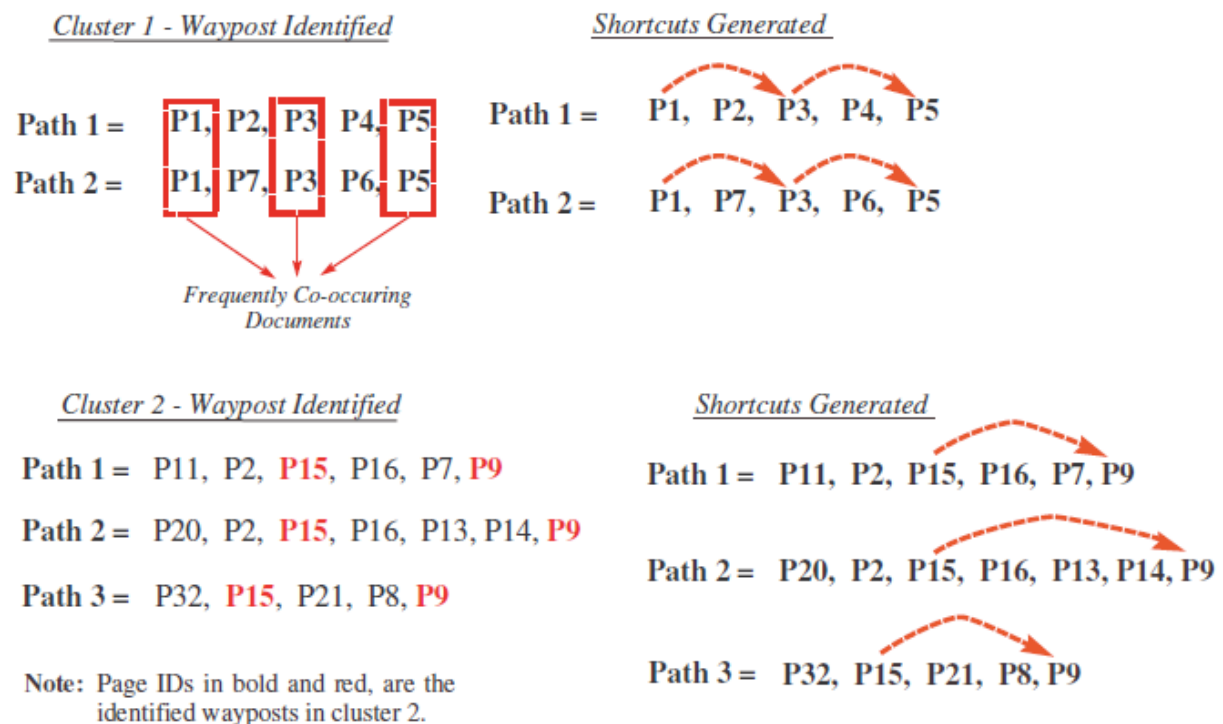 Cluster 1 - Waypost Identified
Path 1 = P1, P2, P3 P4, P5
Path 2 = P1, P7, P3 P6, P5
Frequently Co-occuring
Documents
Shortcuts Generated
Path 1 = P1, P2, P3, P4, P5
Path 2 = P1, P7, P3, P6, P5
Cluster 2 - Waypost Identified
Path 1 = P11, P2, P15, P16, P7, P9
Path 2 = P20, P2, P15, P16, P13, P14, P9
Path 3 = P32, P15, P21, P8, P9
Note: Page IDs in bold and red, are the
identified wayposts in cluster 2.
Shortcuts Generated
Path 1 = P11, P2, P15, P16, P7, P9
Path 2 = P20, P2, P15, P16, P13, P14, P9
Path 3 = P32, P15, P21, P8, P9